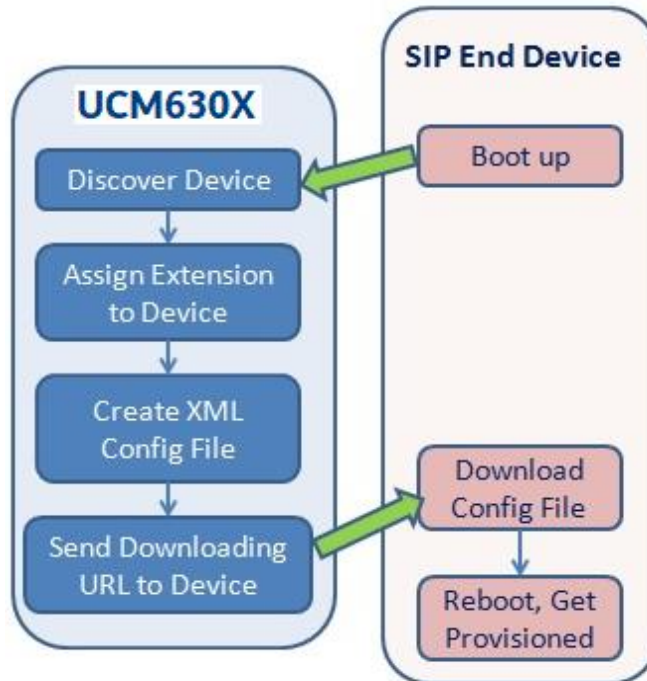 UCM630X
Discover Device
Assign Extension
to Device
Create XML
Config File
Send Downloading
URL to Device
SIP End Device
Boot up
Download
Config File
Reboot, Get
Provisioned